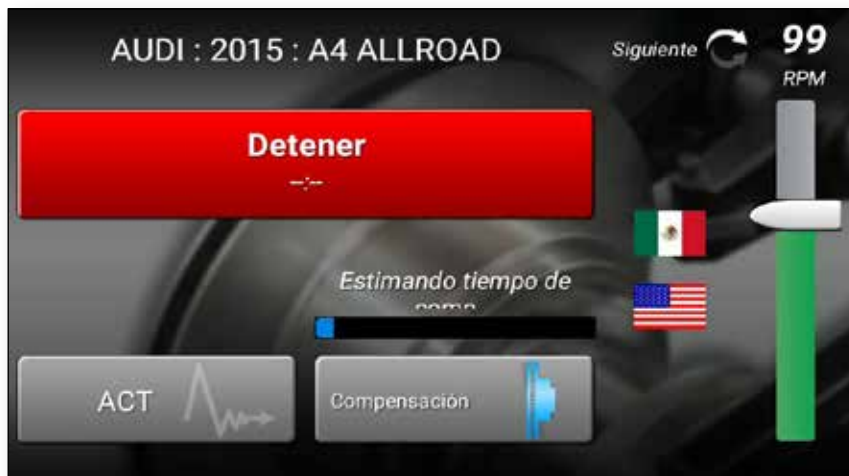 AUDI : 2015 : A4 ALLROAD
Siguiente
99
RPM
Detener
--:--
Estimando tiempo de
ACT
Compensación